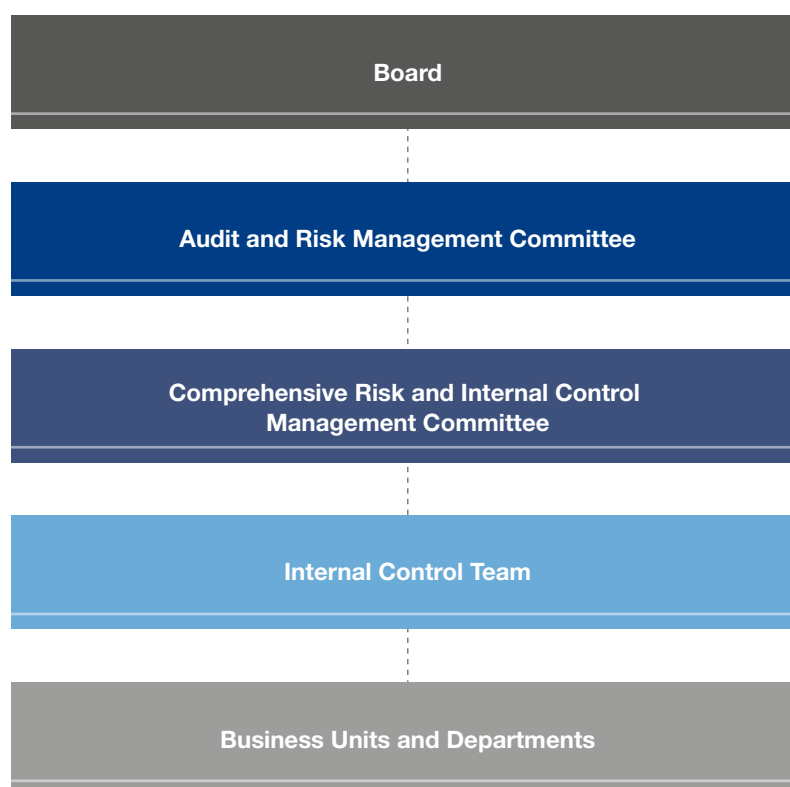 Board
Audit and Risk Management Committee
Comprehensive Risk and Internal Control
Management Committee
Internal Control Team
Business Units and Departments